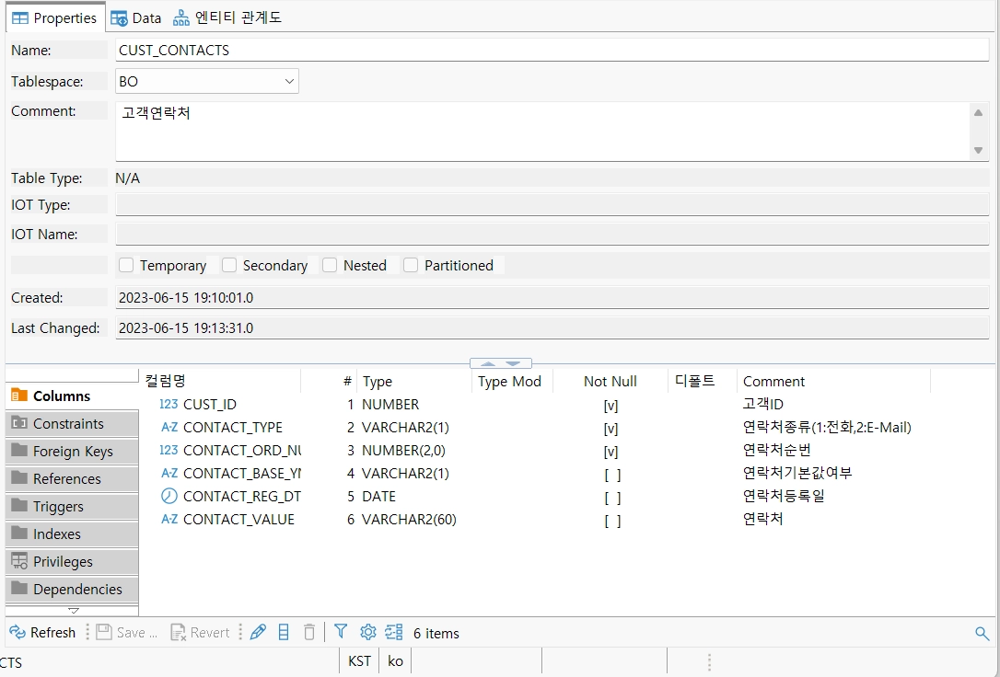 Properties Data 엔티티 관계도
Name: CUST_CONTACTS
Tablespace: BO
Comment: 고객연락처
Table Type: N/A
IOT Type:
IOT Name:
Temporary Secondary Nested Partitioned
Created: 2023-06-15 19:10:01.0
Last Changed: 2023-06-15 19:13:31.0
Columns
Constraints
Foreign Keys
References
Triggers
Indexes
Privileges
Dependencies
컬럼명 # Type Type Mod Not Null 디폴트 Comment
123 CUST_ID 1 NUMBER [v] 고객ID
A-Z CONTACT_TYPE 2 VARCHAR2(1) [v] 연락처종류(1:전화,2:E-Mail)
123 CONTACT_ORD_NU 3 NUMBER(2,0) [v] 연락처순번
A-Z CONTACT_BASE_YN 4 VARCHAR2(1) [ ] 연락처기본값여부
CONTACT_REG_DT 5 DATE [ ] 연락처등록일
A-Z CONTACT_VALUE 6 VARCHAR2(60) [ ] 연락처
Refresh Save ... Revert 6 items
CTS KST ko